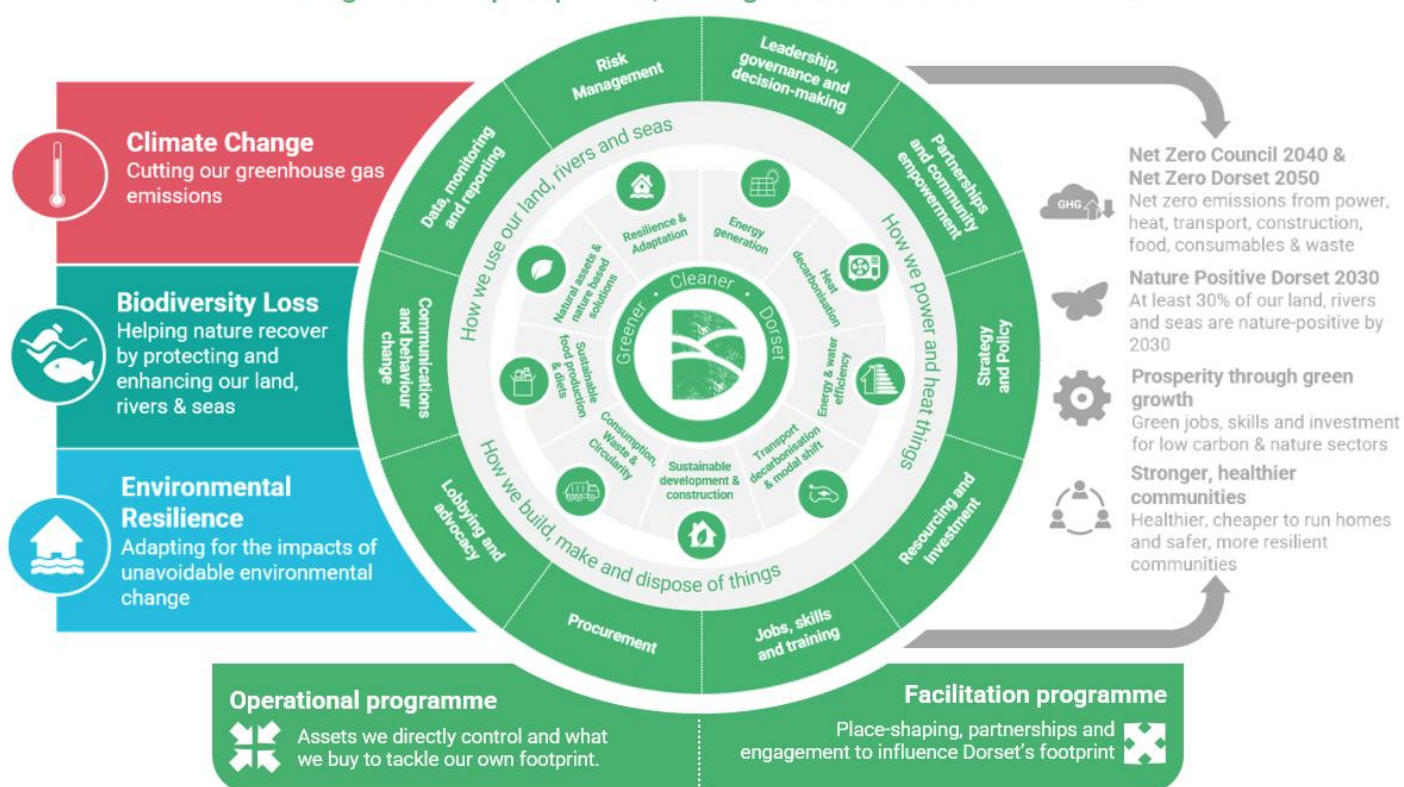 Climate Change
Cutting our greenhouse gas
emissions
Biodiversity Loss
Helping nature recover
by protecting and
enhancing our land,
rivers & seas
Environmental
Resilience
Adapting for the impacts of
unavoidable environmental
change
Risk
Management
Leadership,
governance and
decision-making
Partnerships
and community
empowerment
Strategy
and Policy
Resourcing and
Investment
Jobs, skills
and training
Procurement
Lobbying and
advocacy
Communications
and behaviour
change
Data, monitoring
and reporting
How we use our land, rivers and seas
How we power and heat things
How we build, make and dispose of things
Resilience &
Adaptation
Energy
generation
Heat
decarbonisation
Energy & water
efficiency
Transport
decarbonisation
& modal shift
Sustainable
development &
construction
Consumption,
Waste &
Circularity
Sustainable
food production
& diets
Natural assets &
nature based
solutions
Greener • Cleaner • Dorset
GHG
Net Zero Council 2040 &
Net Zero Dorset 2050
Net zero emissions from power,
heat, transport, construction,
food, consumables & waste
Nature Positive Dorset 2030
At least 30% of our land, rivers
and seas are nature-positive by
2030
Prosperity through green
growth
Green jobs, skills and investment
for low carbon & nature sectors
Stronger, healthier
communities
Healthier, cheaper to run homes
and safer, more resilient
communities
Operational programme
Assets we directly control and what
we buy to tackle our own footprint.
Facilitation programme
Place-shaping, partnerships and
engagement to influence Dorset's footprint